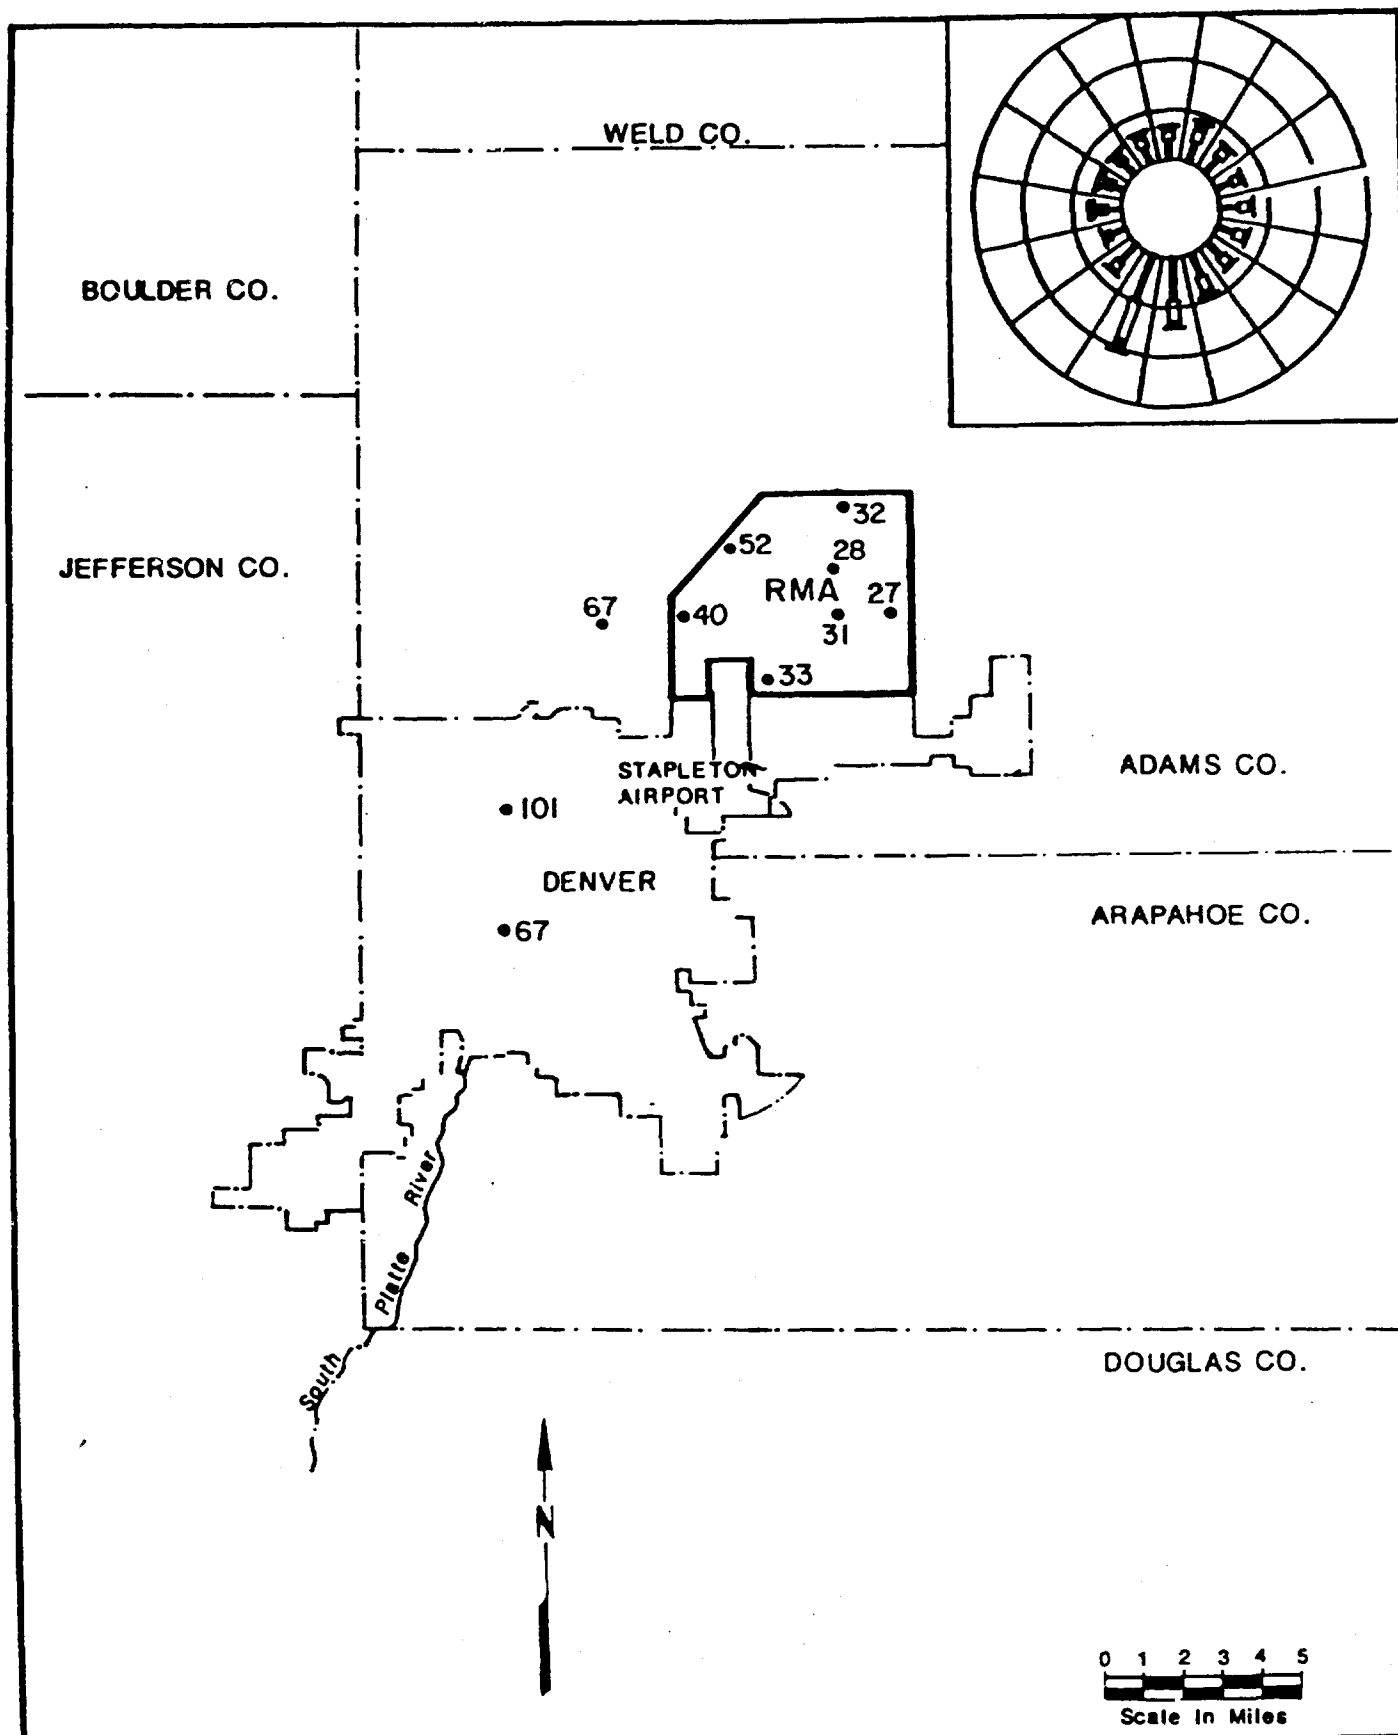 WELD CO.
BOULDER CO.
JEFFERSON CO.
32
52
28
RMA
27
67
40
31
33
STAPLETON
AIRPORT
ADAMS CO.
101
DENVER
ARAPAHOE CO.
67
River
Platte
South
DOUGLAS CO.
N
0 1 2 3 4 5
Scale In Miles